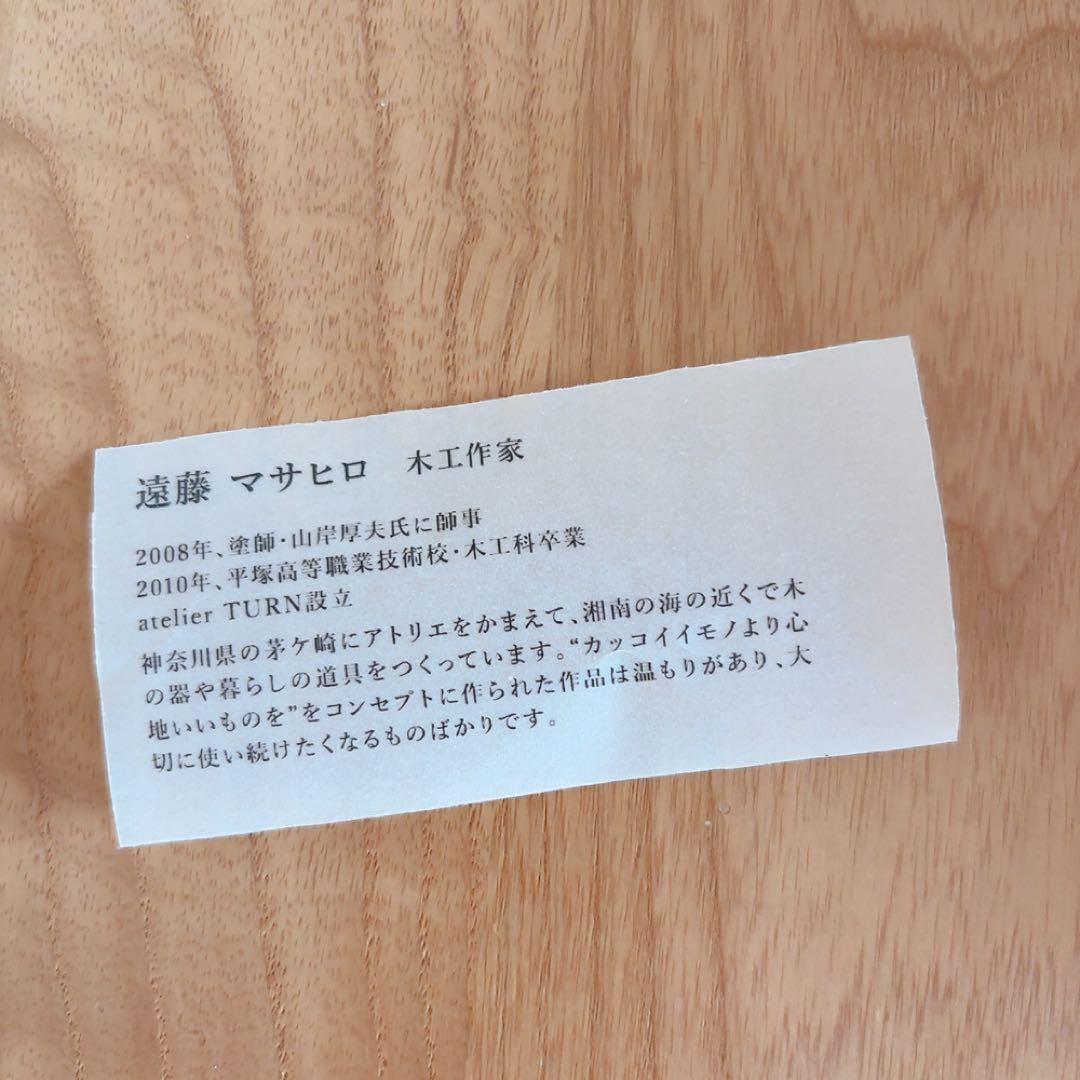 遠藤 マサヒロ 木工作家
2008年、塗師・山岸厚夫氏に師事
2010年、平塚高等職業技術校・木工科卒業
atelier TURN設立
神奈川県の茅ケ崎にアトリエをかまえて、湘南の海の近くで木
の器や暮らしの道具をつくっています。“カッコイイモノより心
地いいものを”をコンセプトに作られた作品は温もりがあり、大
切に使い続けたくなるものばかりです。